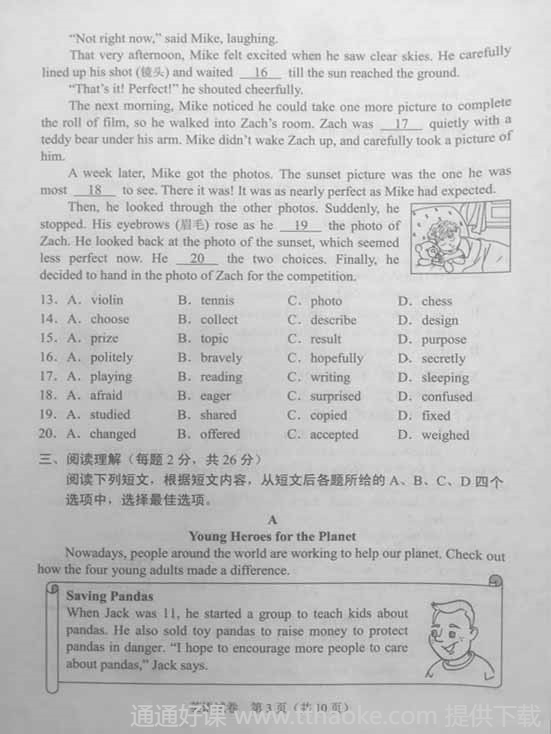 “Not right now,” said Mike, laughing.
That very afternoon, Mike felt excited when he saw clear skies. He carefully
lined up his shot (镜头) and waited 16 till the sun reached the ground.
“That’s it! Perfect!” he shouted cheerfully.
The next morning, Mike noticed he could take one more picture to complete
the roll of film, so he walked into Zach’s room. Zach was 17 quietly with a
teddy bear under his arm. Mike didn’t wake Zach up, and carefully took a picture of
him.
A week later, Mike got the photos. The sunset picture was the one he was
most 18 to see. There it was! It was as nearly perfect as Mike had expected.
Then, he looked through the other photos. Suddenly, he
stopped. His eyebrows (眉毛) rose as he 19 the photo of
Zach. He looked back at the photo of the sunset, which seemed
less perfect now. He 20 the two choices. Finally, he
decided to hand in the photo of Zach for the competition.
13. A. violin B. tennis C. photo D. chess
14. A. choose B. collect C. describe D. design
15. A. prize B. topic C. result D. purpose
16. A. politely B. bravely C. hopefully D. secretly
17. A. playing B. reading C. writing D. sleeping
18. A. afraid B. eager C. surprised D. confused
19. A. studied B. shared C. copied D. fixed
20. A. changed B. offered C. accepted D. weighed
三、阅读理解（每题 2 分，共 26 分）
阅读下列短文，根据短文内容，从短文后各题所给的 A、B、C、D 四个
选项中，选择最佳选项。
A
Young Heroes for the Planet
Nowadays, people around the world are working to help our planet. Check out
how the four young adults made a difference.
Saving Pandas
When Jack was 11, he started a group to teach kids about
pandas. He also sold toy pandas to raise money to protect
pandas in danger. “I hope to encourage more people to care
about pandas,” Jack says.
英语试卷 第 3 页（共 10 页）
通通好课 www.tthaoke.com 提供下载